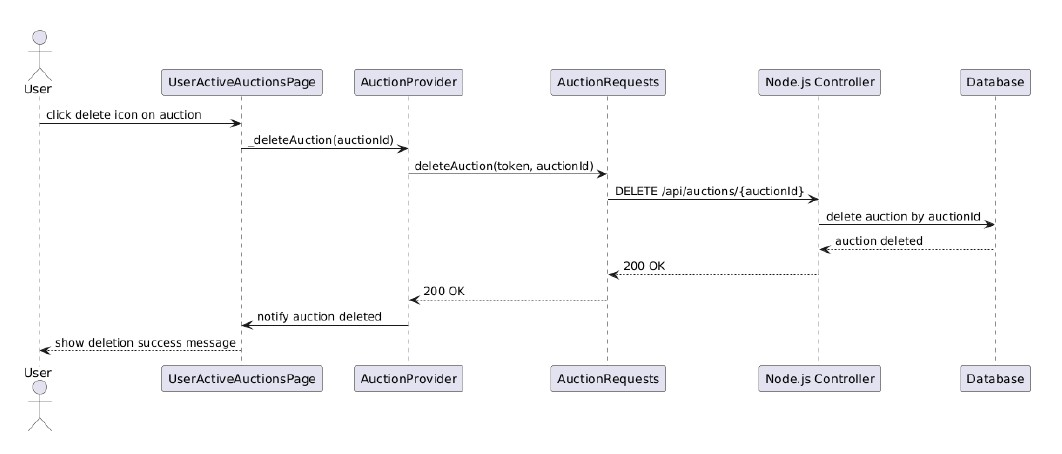 User
UserActiveAuctionsPage
AuctionProvider
AuctionRequests
Node.js Controller
Database
click delete icon on auction
_deleteAuction(auctionId)
deleteAuction(token, auctionId)
DELETE /api/auctions/{auctionId}
delete auction by auctionId
auction deleted
200 OK
200 OK
notify auction deleted
show deletion success message
User
UserActiveAuctionsPage
AuctionProvider
AuctionRequests
Node.js Controller
Database